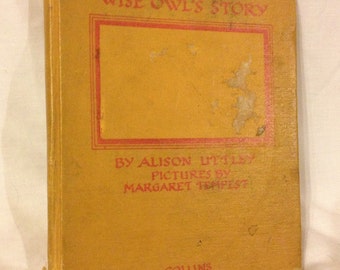 WISE OWL'S STORY
BY ALISON UTTLEY
PICTURES BY
MARGARET TEMPEST
COLLINS